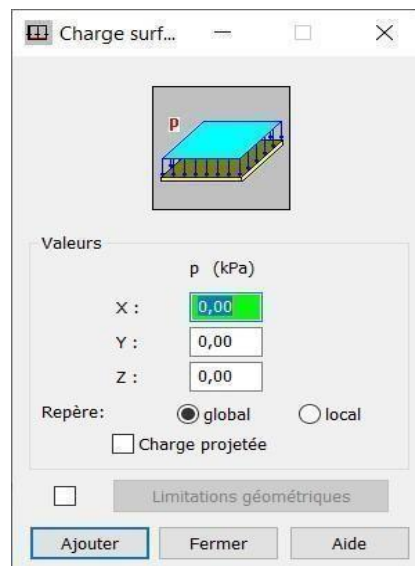 Charge surf...
p
Valeurs
p (kPa)
X : 0,00
Y : 0,00
Z : 0,00
Repère: global local
Charge projetée
Limitations géométriques
Ajouter Fermer Aide